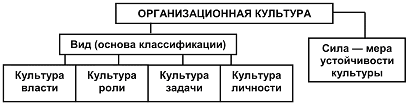 ОРГАНИЗАЦИОННАЯ КУЛЬТУРА
Вид (основа классификации)
Сила — мера
устойчивости
культуры
Культура
власти
Культура
роли
Культура
задачи
Культура
личности